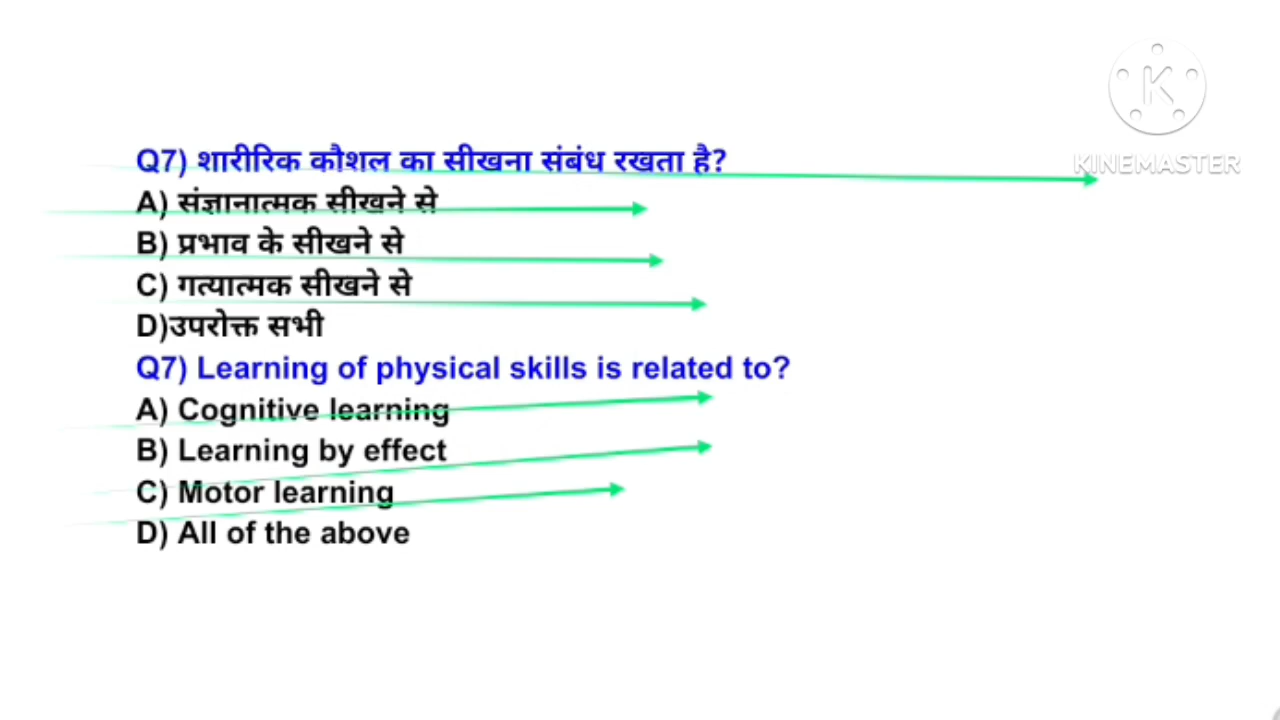 Q7) शारीरिक कौशल का सीखना संबंध रखता है?
A) संज्ञानात्मक सीखने से
B) प्रभाव के सीखने से
C) गत्यात्मक सीखने से
D)उपरोक्त सभी
Q7) Learning of physical skills is related to?
A) Cognitive learning
B) Learning by effect
C) Motor learning
D) All of the above
K
KINEMASTER